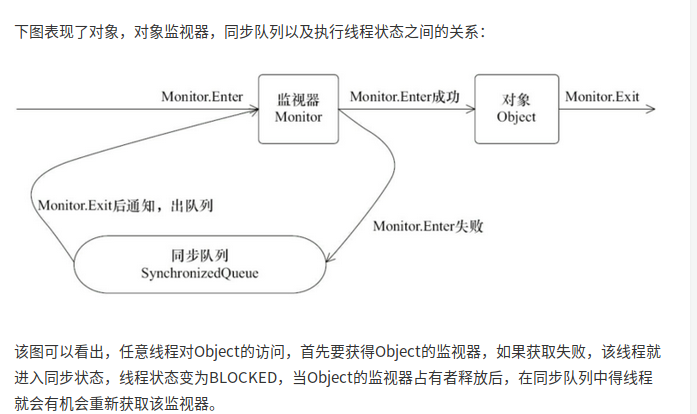 下图表现了对象，对象监视器，同步队列以及执行线程状态之间的关系：
Monitor.Enter
监视器
Monitor
Monitor.Enter成功
对象
Object
Monitor.Exit
Monitor.Exit后通知，出队列
Monitor.Enter失败
同步队列
SynchronizedQueue
该图可以看出，任意线程对Object的访问，首先要获得Object的监视器，如果获取失败，该线程就
进入同步状态，线程状态变为BLOCKED，当Object的监视器占有者释放后，在同步队列中得线程
就会有机会重新获取该监视器。